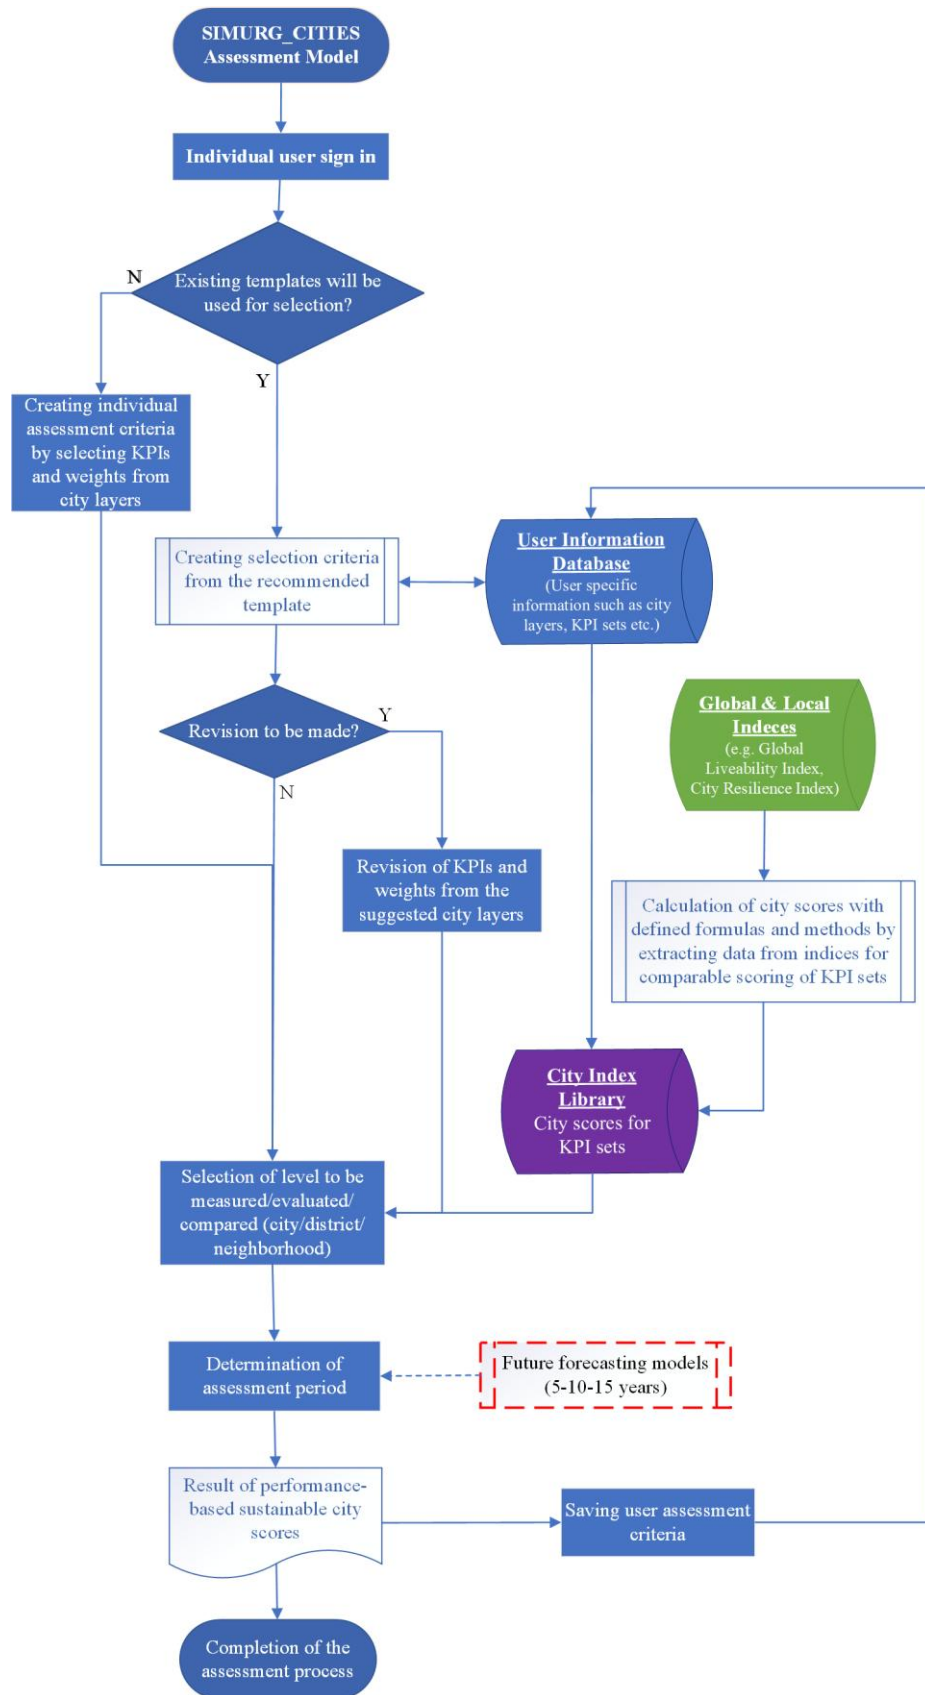 SIMURG_CITIES
Assessment Model
Individual user sign in
Existing templates will be
used for selection?
N
Y
Creating individual
assessment criteria
by selecting KPIs
and weights from
city layers
Creating selection criteria
from the recommended
template
User Information
Database
(User specific
information such as city
layers, KPI sets etc.)
Revision to be made?
Y
N
Global & Local
Indeces
(e.g. Global
Liveability Index,
City Resilience Index)
Revision of KPIs and
weights from the
suggested city layers
Calculation of city scores with
defined formulas and methods by
extracting data from indices for
comparable scoring of KPI sets
City Index
Library
City scores for
KPI sets
Selection of level to be
measured/evaluated/
compared (city/district/
neighborhood)
Determination of
assessment period
Future forecasting models
(5-10-15 years)
Result of performance-
based sustainable city
scores
Saving user assessment
criteria
Completion of the
assessment process